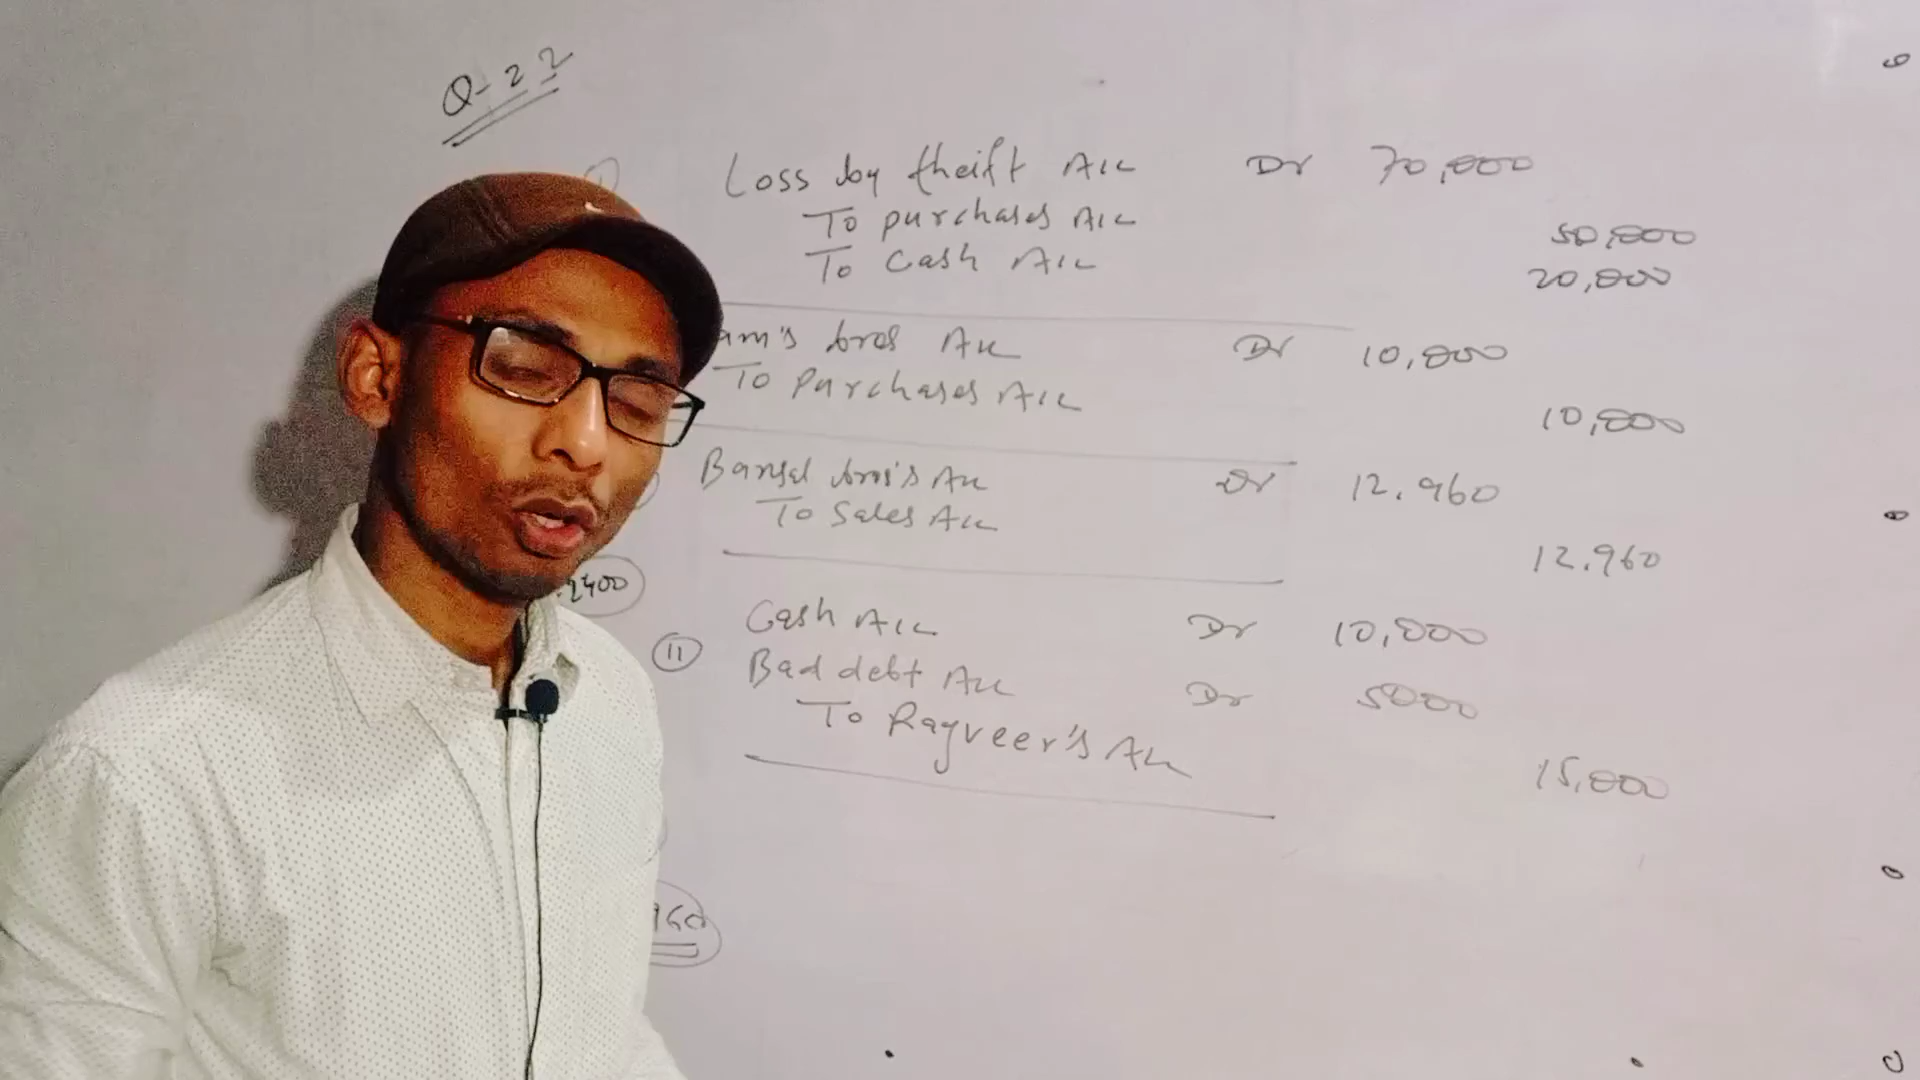 Q-22
Loss by theift A/c Dr 70,000
To purchases A/c 50,000
To Cash A/c 20,000
am's bros A/c Dr 10,000
To Purchases A/c 10,000
Bansal bros's A/c Dr 12.960
To Sales A/c 12.960
2400
Cash A/c Dr 10,000
11
Bad debt A/c Dr 5000
To Rajveer's A/c 15,000
960